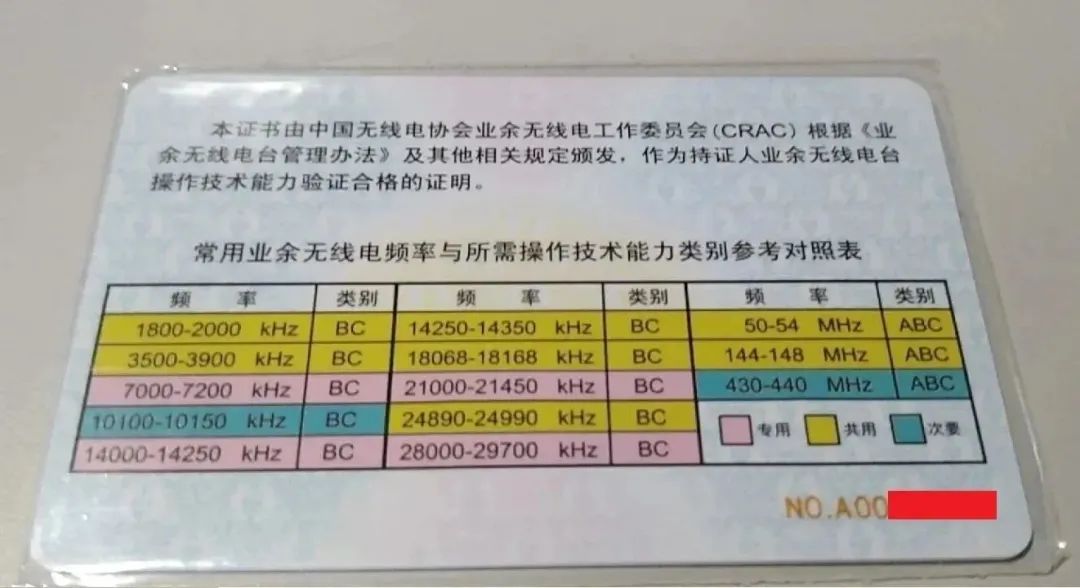 本证书由中国无线电协会业余无线电工作委员会(CRAC)根据《业
余无线电台管理办法》及其他相关规定颁发，作为持证人业余无线电台
操作技术能力验证合格的证明。
常用业余无线电频率与所需操作技术能力类别参考对照表
频 率 类别 频 率 类别 频 率 类别
1800-2000 kHz BC 14250-14350 kHz BC 50-54 MHz ABC
3500-3900 kHz BC 18068-18168 kHz BC 144-148 MHz ABC
7000-7200 kHz BC 21000-21450 kHz BC 430-440 MHz ABC
10100-10150 kHz BC 24890-24990 kHz BC 专用 共用 次要
14000-14250 kHz BC 28000-29700 kHz BC
NO.A00